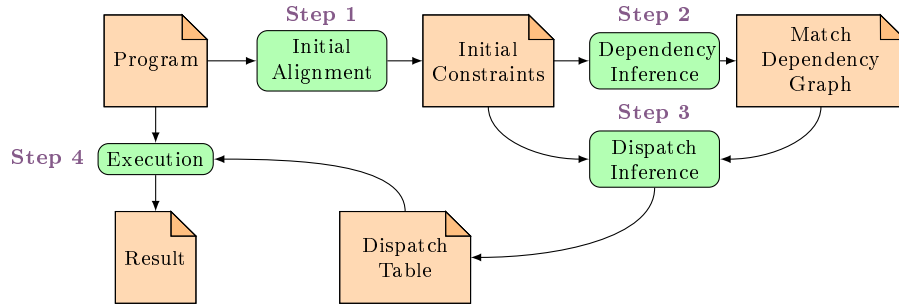 Step 1
Step 2
Program
Initial
Alignment
Initial
Constraints
Dependency
Inference
Match
Dependency
Graph
Step 3
Dispatch
Inference
Step 4
Execution
Result
Dispatch
Table